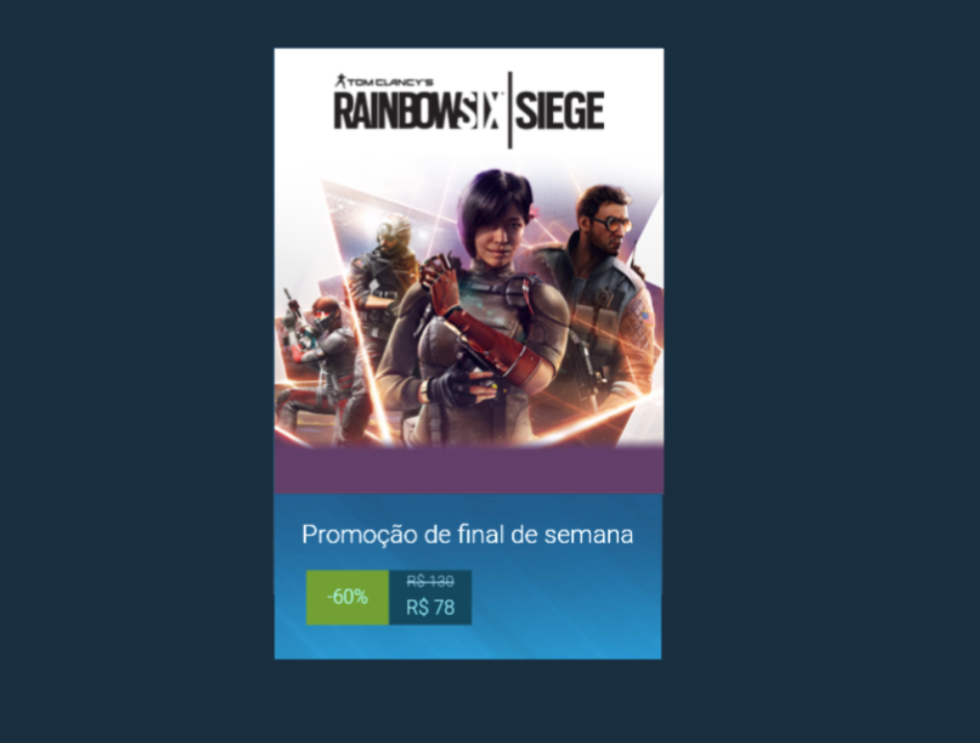 TOM CLANCY'S
RAINBOWSIX SIEGE
Promoção de final de semana
-60%
R$ 130
R$ 78